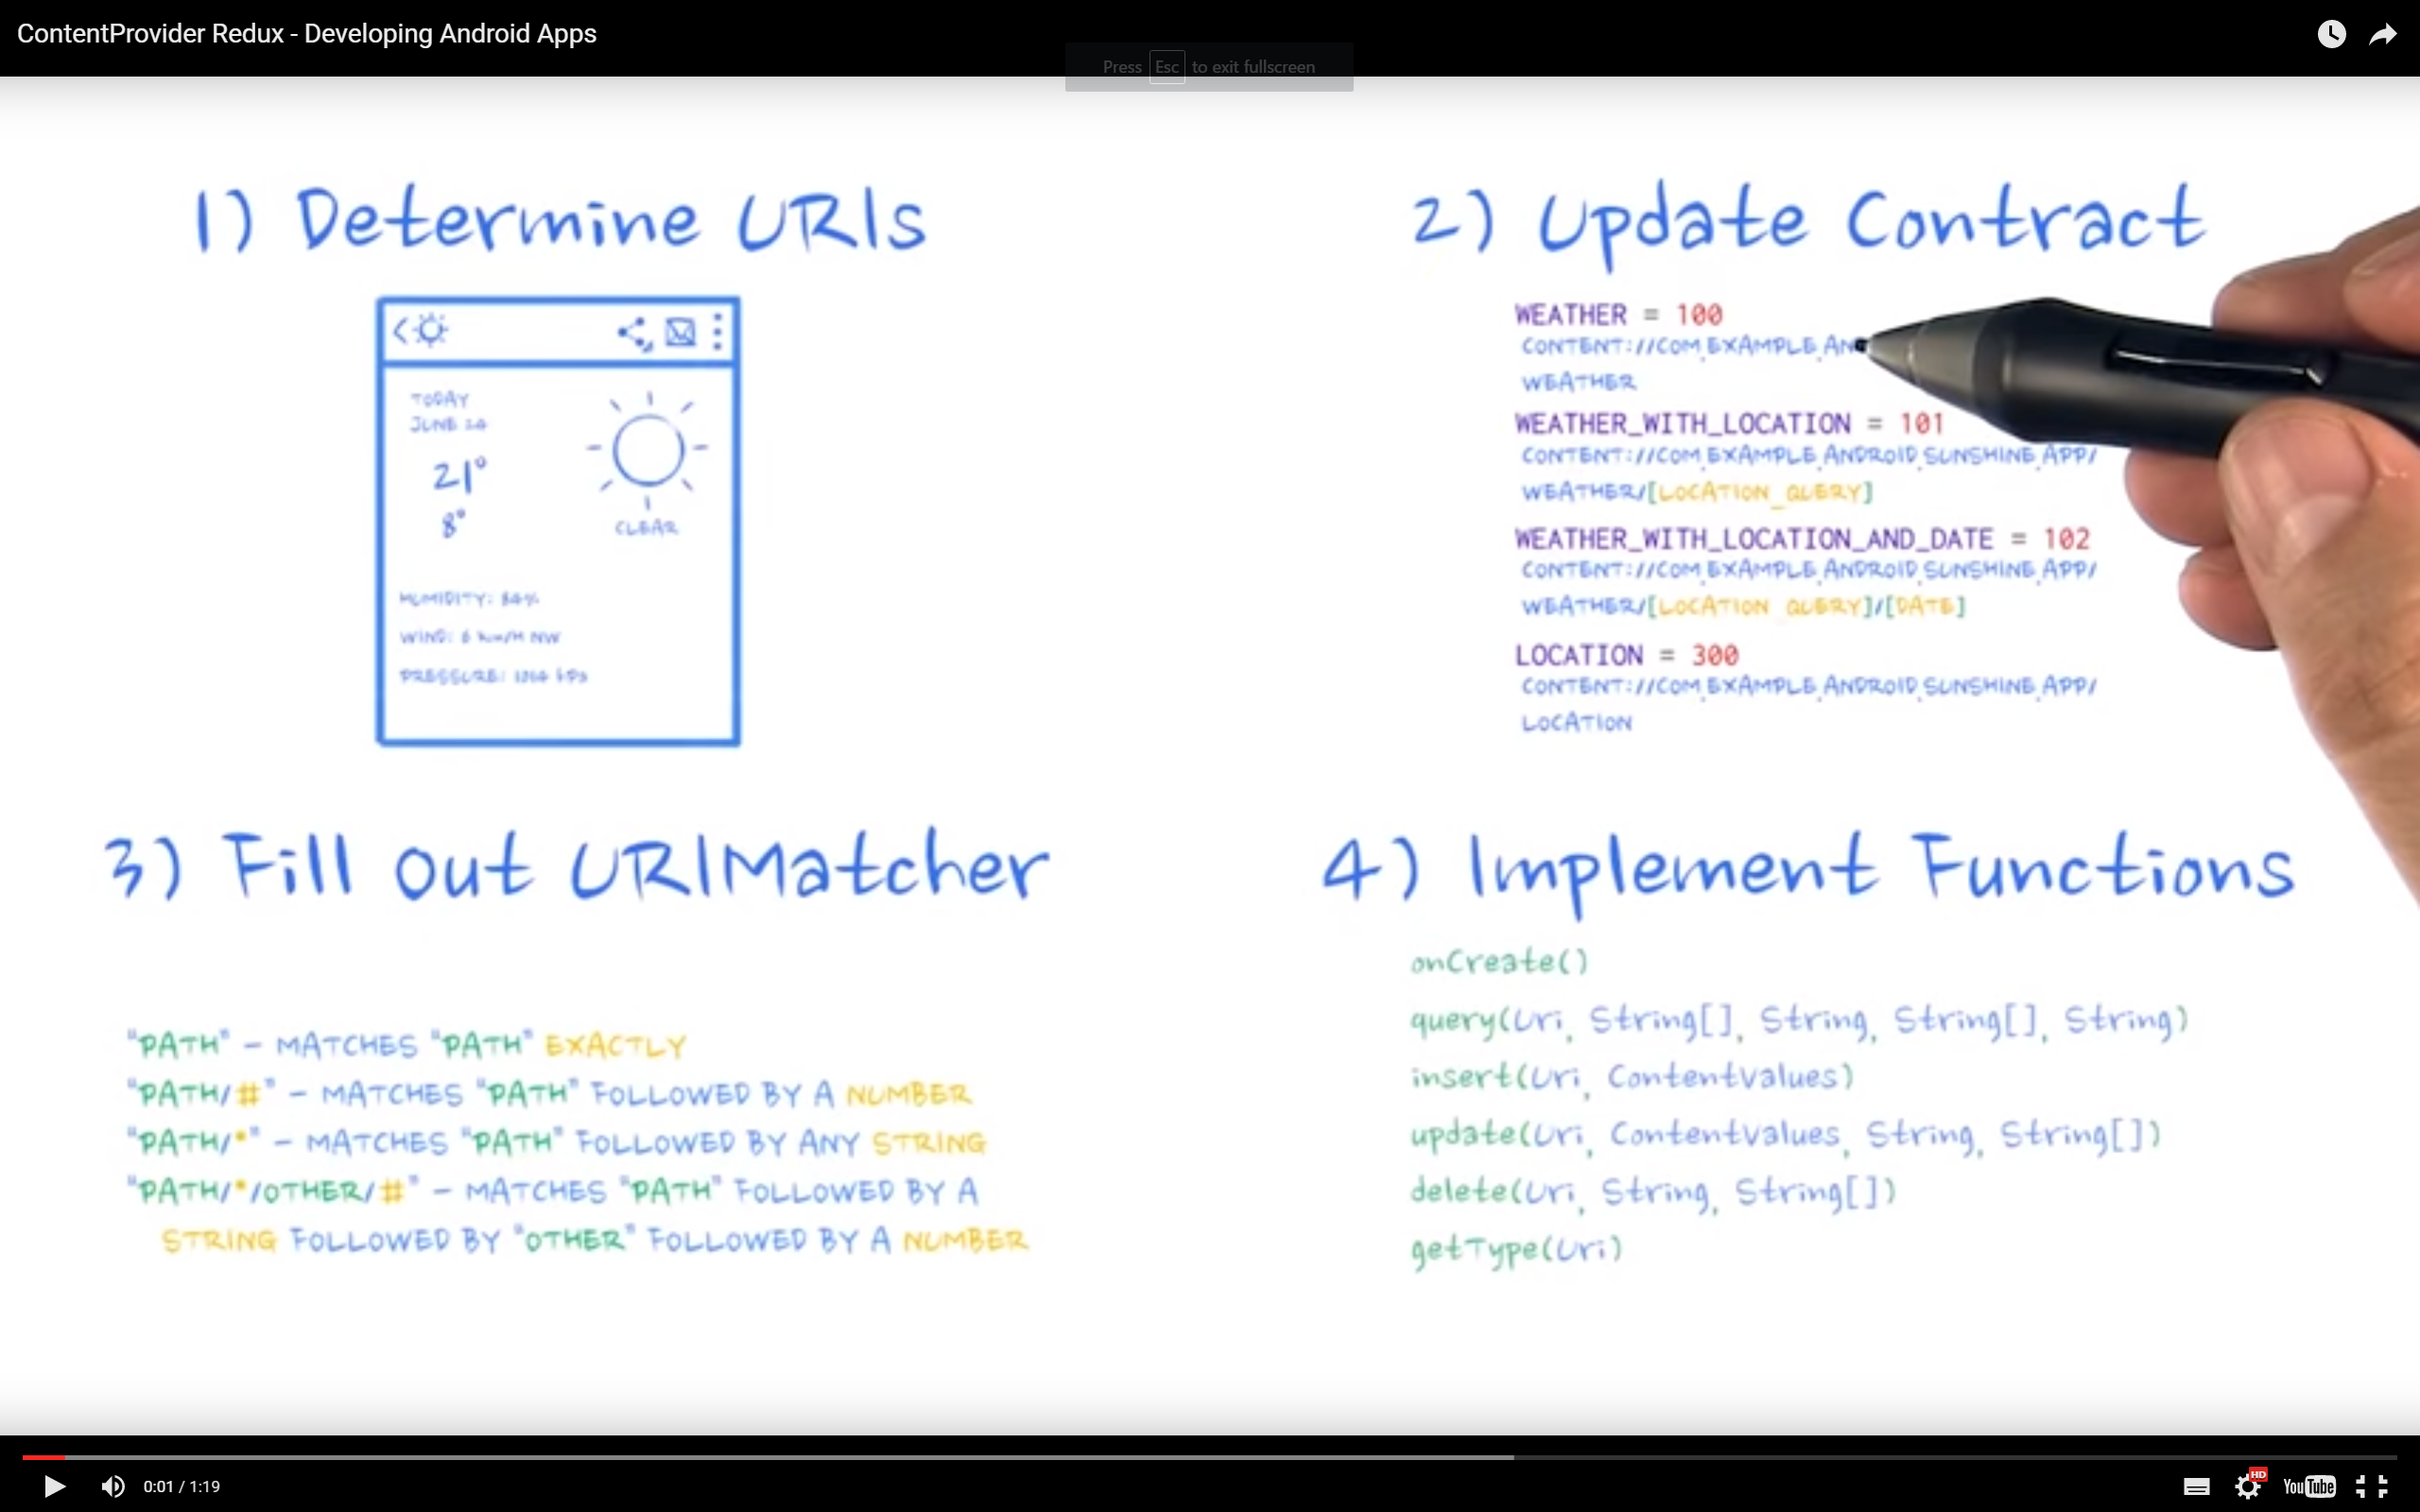 ContentProvider Redux - Developing Android Apps
Press Esc to exit fullscreen
1) Determine URIs
TODAY
JUNE 24
21°
8°
CLEAR
HUMIDITY: 84%
WIND: 6 km/H NW
PRESSURE: 1014 hPa
2) Update Contract
WEATHER = 100
CONTENT://COM.EXAMPLE.AN
WEATHER
WEATHER_WITH_LOCATION = 101
CONTENT://COM.EXAMPLE.ANDROID.SUNSHINE.APP/
WEATHER/[LOCATION_QUERY]
WEATHER_WITH_LOCATION_AND_DATE = 102
CONTENT://COM.EXAMPLE.ANDROID.SUNSHINE.APP/
WEATHER/[LOCATION_QUERY]/[DATE]
LOCATION = 300
CONTENT://COM.EXAMPLE.ANDROID.SUNSHINE.APP/
LOCATION
3) Fill out URIMatcher
"PATH" – MATCHES "PATH" EXACTLY
"PATH/#" – MATCHES "PATH" FOLLOWED BY A NUMBER
"PATH/*" – MATCHES "PATH" FOLLOWED BY ANY STRING
"PATH/*/OTHER/#" – MATCHES "PATH" FOLLOWED BY A
STRING FOLLOWED BY "OTHER" FOLLOWED BY A NUMBER
4) Implement Functions
onCreate()
query(Uri, String[], String, String[], String)
insert(Uri, ContentValues)
update(Uri, ContentValues, String, String[])
delete(Uri, String, String[])
getType(Uri)
0:01 / 1:19
HD
YouTube